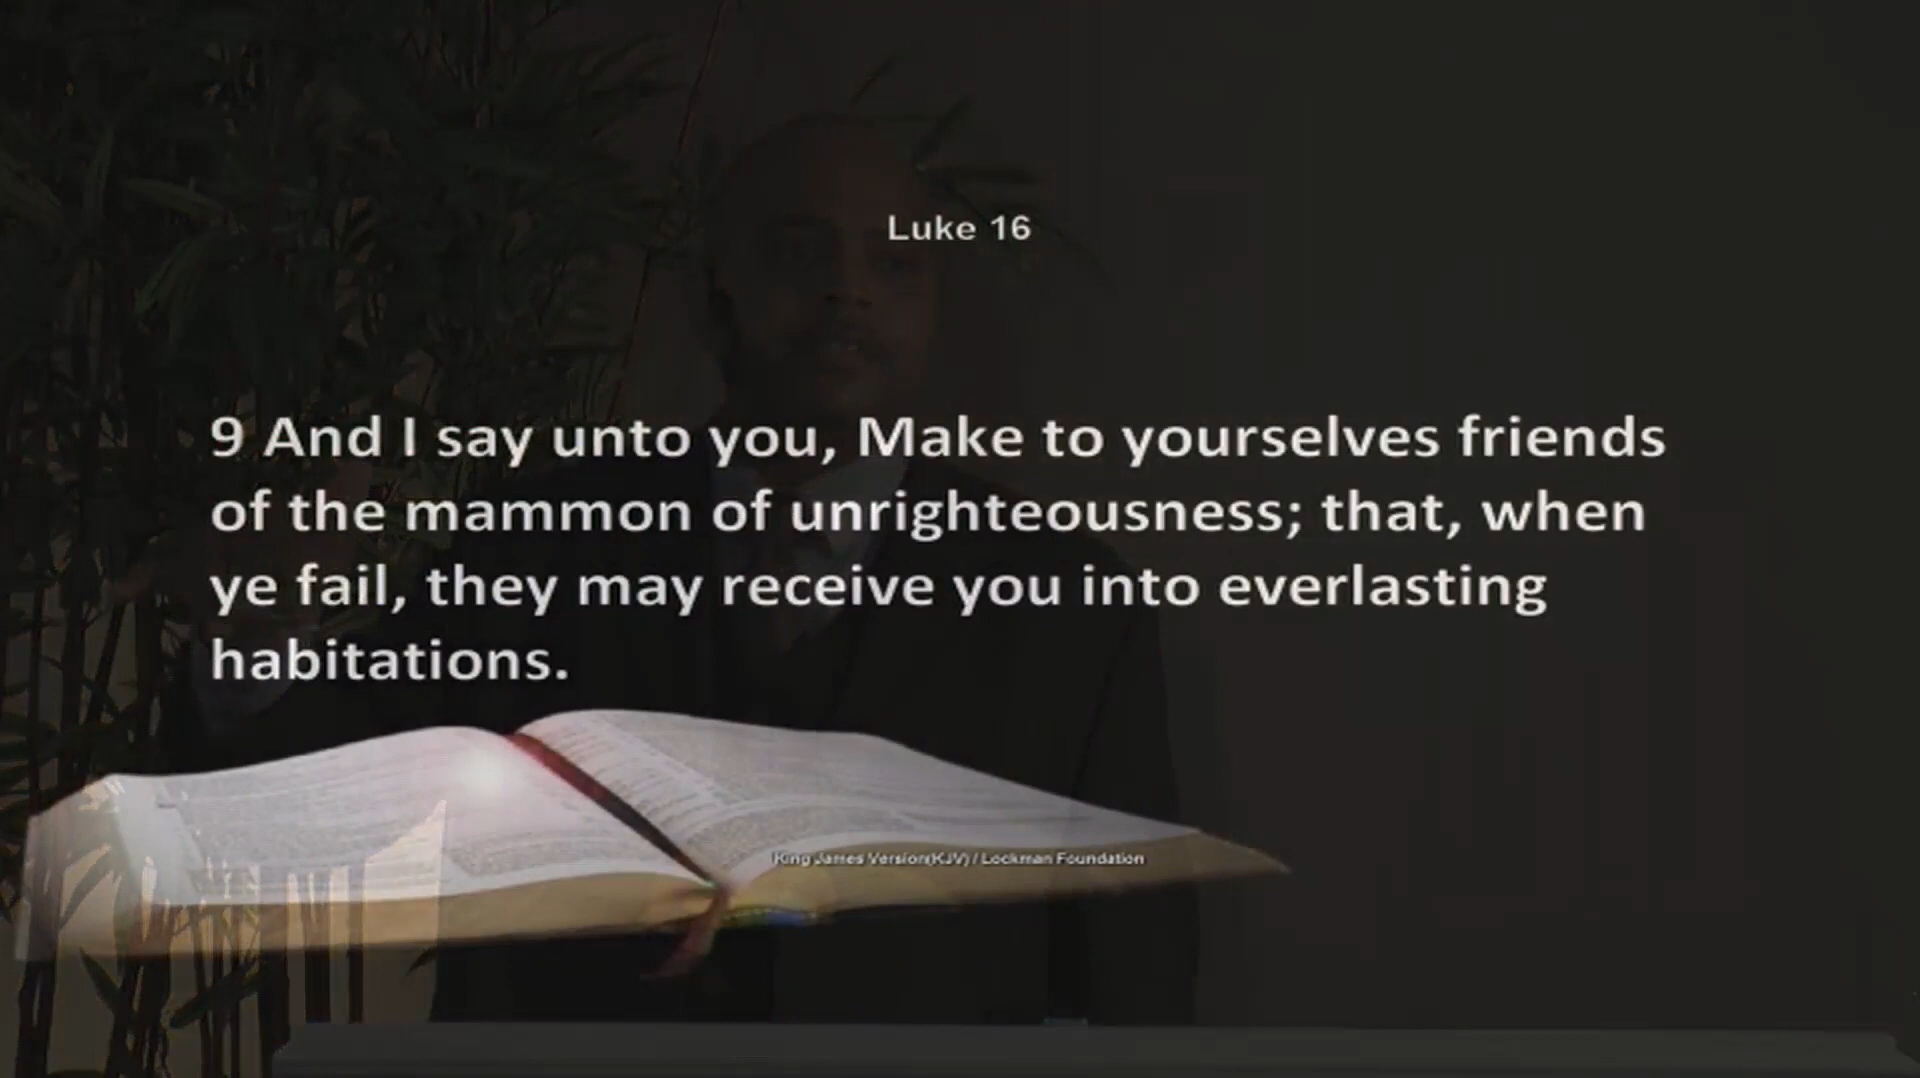 Luke 16
9 And I say unto you, Make to yourselves friends
of the mammon of unrighteousness; that, when
ye fail, they may receive you into everlasting
habitations.
King James Version(KJV) / Lockman Foundation